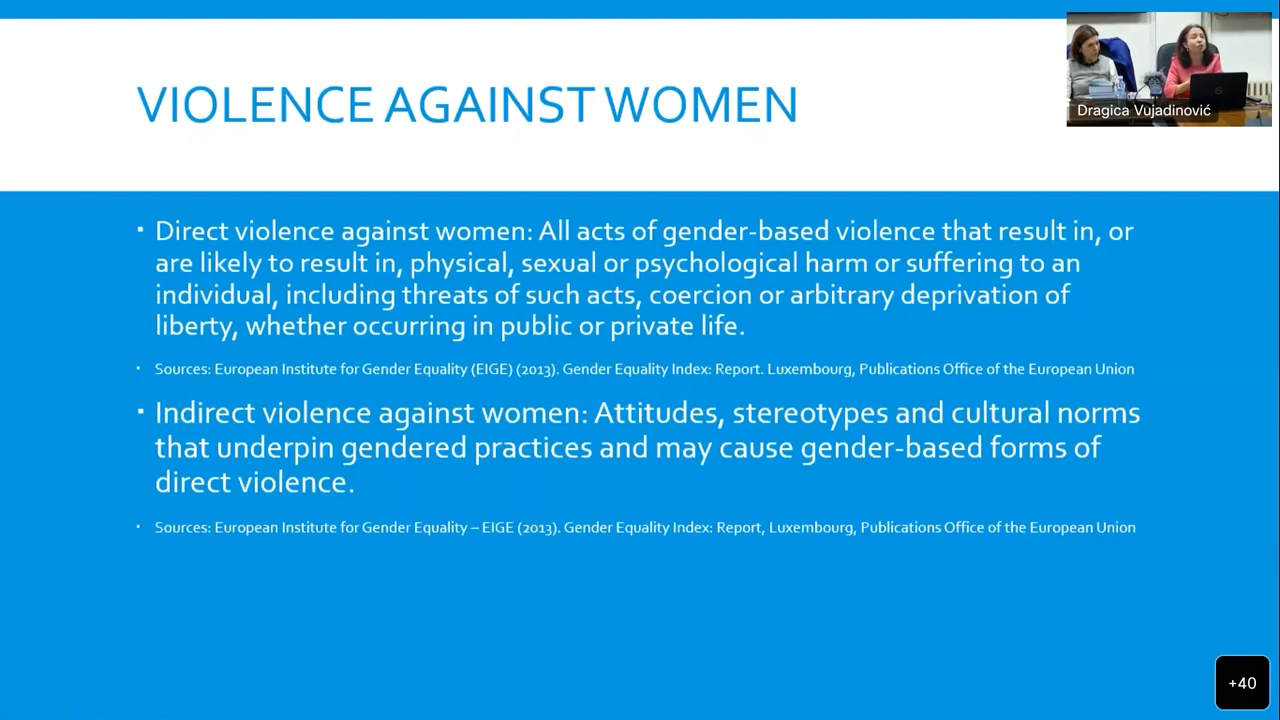 VIOLENCE AGAINST WOMEN
Dragica Vujadinović
▪ Direct violence against women: All acts of gender-based violence that result in, or
are likely to result in, physical, sexual or psychological harm or suffering to an
individual, including threats of such acts, coercion or arbitrary deprivation of
liberty, whether occurring in public or private life.
▪ Sources: European Institute for Gender Equality (EIGE) (2013). Gender Equality Index: Report. Luxembourg, Publications Office of the European Union
▪ Indirect violence against women: Attitudes, stereotypes and cultural norms
that underpin gendered practices and may cause gender-based forms of
direct violence.
▪ Sources: European Institute for Gender Equality – EIGE (2013). Gender Equality Index: Report, Luxembourg, Publications Office of the European Union
+40